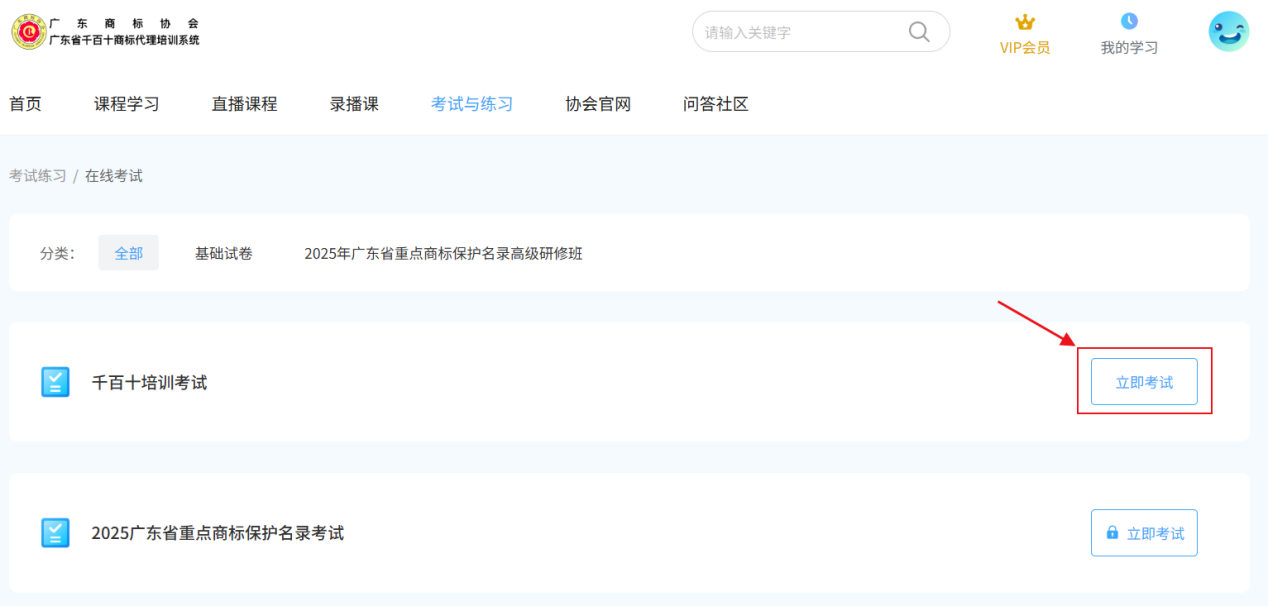 广东商标协会
广东省千百十商标代理培训系统
请输入关键字
VIP会员
我的学习
首页 课程学习 直播课程 录播课 考试与练习 协会官网 问答社区
考试练习 / 在线考试
分类： 全部 基础试卷 2025年广东省重点商标保护名录高级研修班
千百十培训考试 立即考试
2025广东省重点商标保护名录考试 立即考试